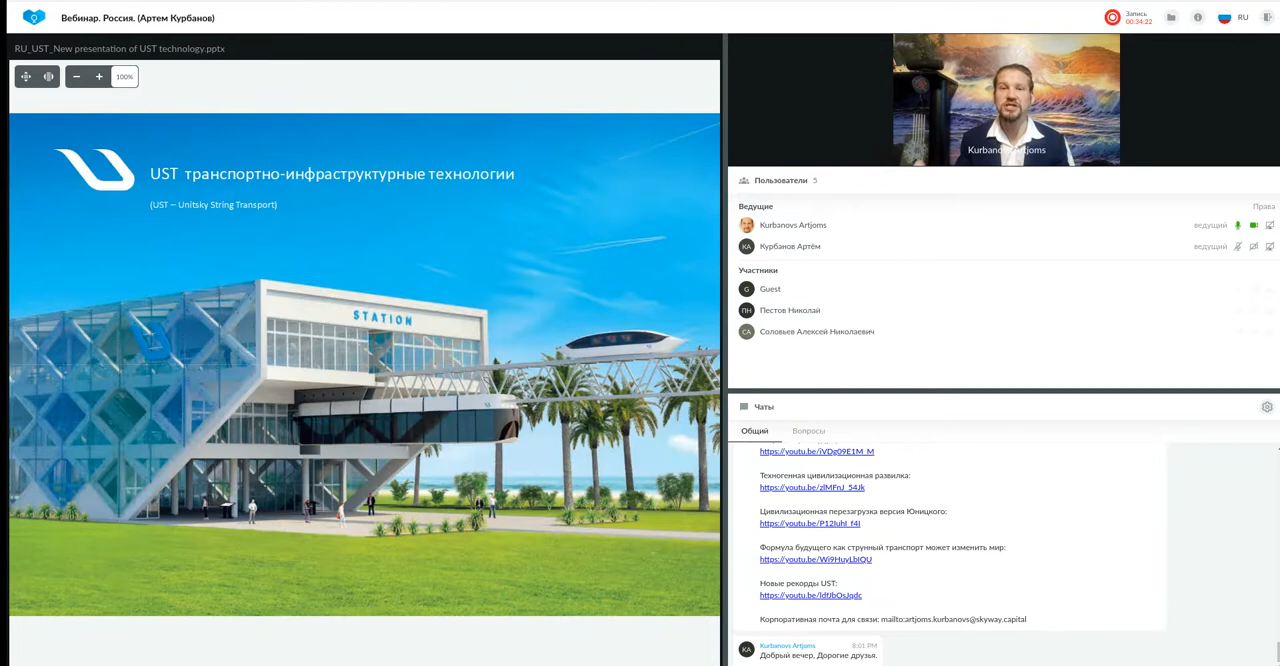 Вебинар. Россия. (Артем Курбанов)
Запись
00:34:22
RU
RU_UST_New presentation of UST technology.pptx
100%
UST транспортно-инфраструктурные технологии
(UST – Unitsky String Transport)
STATION
Kurbanovs Artjoms
Пользователи 5
Ведущие Права
Kurbanovs Artjoms ведущий
KA Курбанов Артём ведущий
Участники
G Guest
ПН Пестов Николай
СА Соловьев Алексей Николаевич
Чаты
Общий Вопросы
https://youtu.be/iVDg09E1M_M
Техногенная цивилизационная развилка:
https://youtu.be/zlMFnJ_54Jk
Цивилизационная перезагрузка версия Юницкого:
https://youtu.be/P12Iuhl_f4I
Формула будущего как струнный транспорт может изменить мир:
https://youtu.be/Wi9HuyLbIQU
Новые рекорды UST:
https://youtu.be/ldfJbOsJqdc
Корпоративная почта для связи: mailto:artjoms.kurbanovs@skyway.capital
KA Kurbanovs Artjoms 8:01 PM
Добрый вечер, Дорогие друзья.